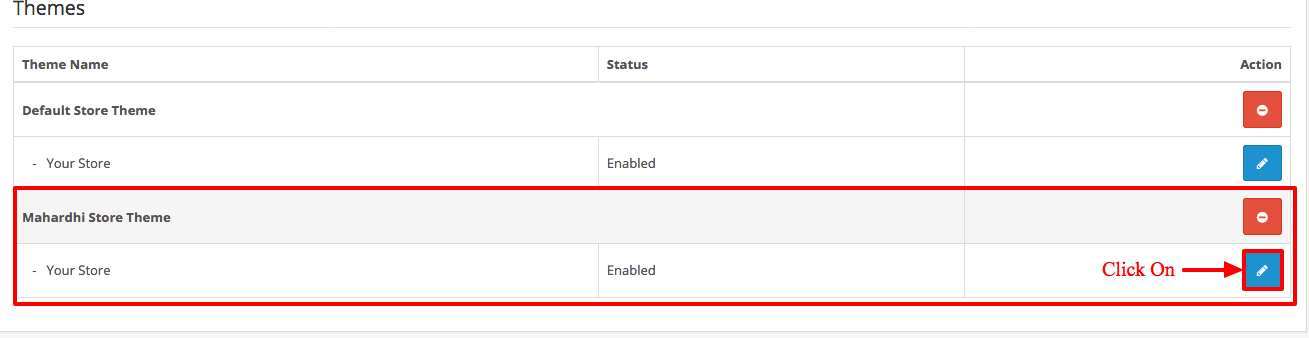 Themes
Theme Name Status Action
Default Store Theme
- Your Store Enabled
Mahardhi Store Theme
- Your Store Enabled Click On